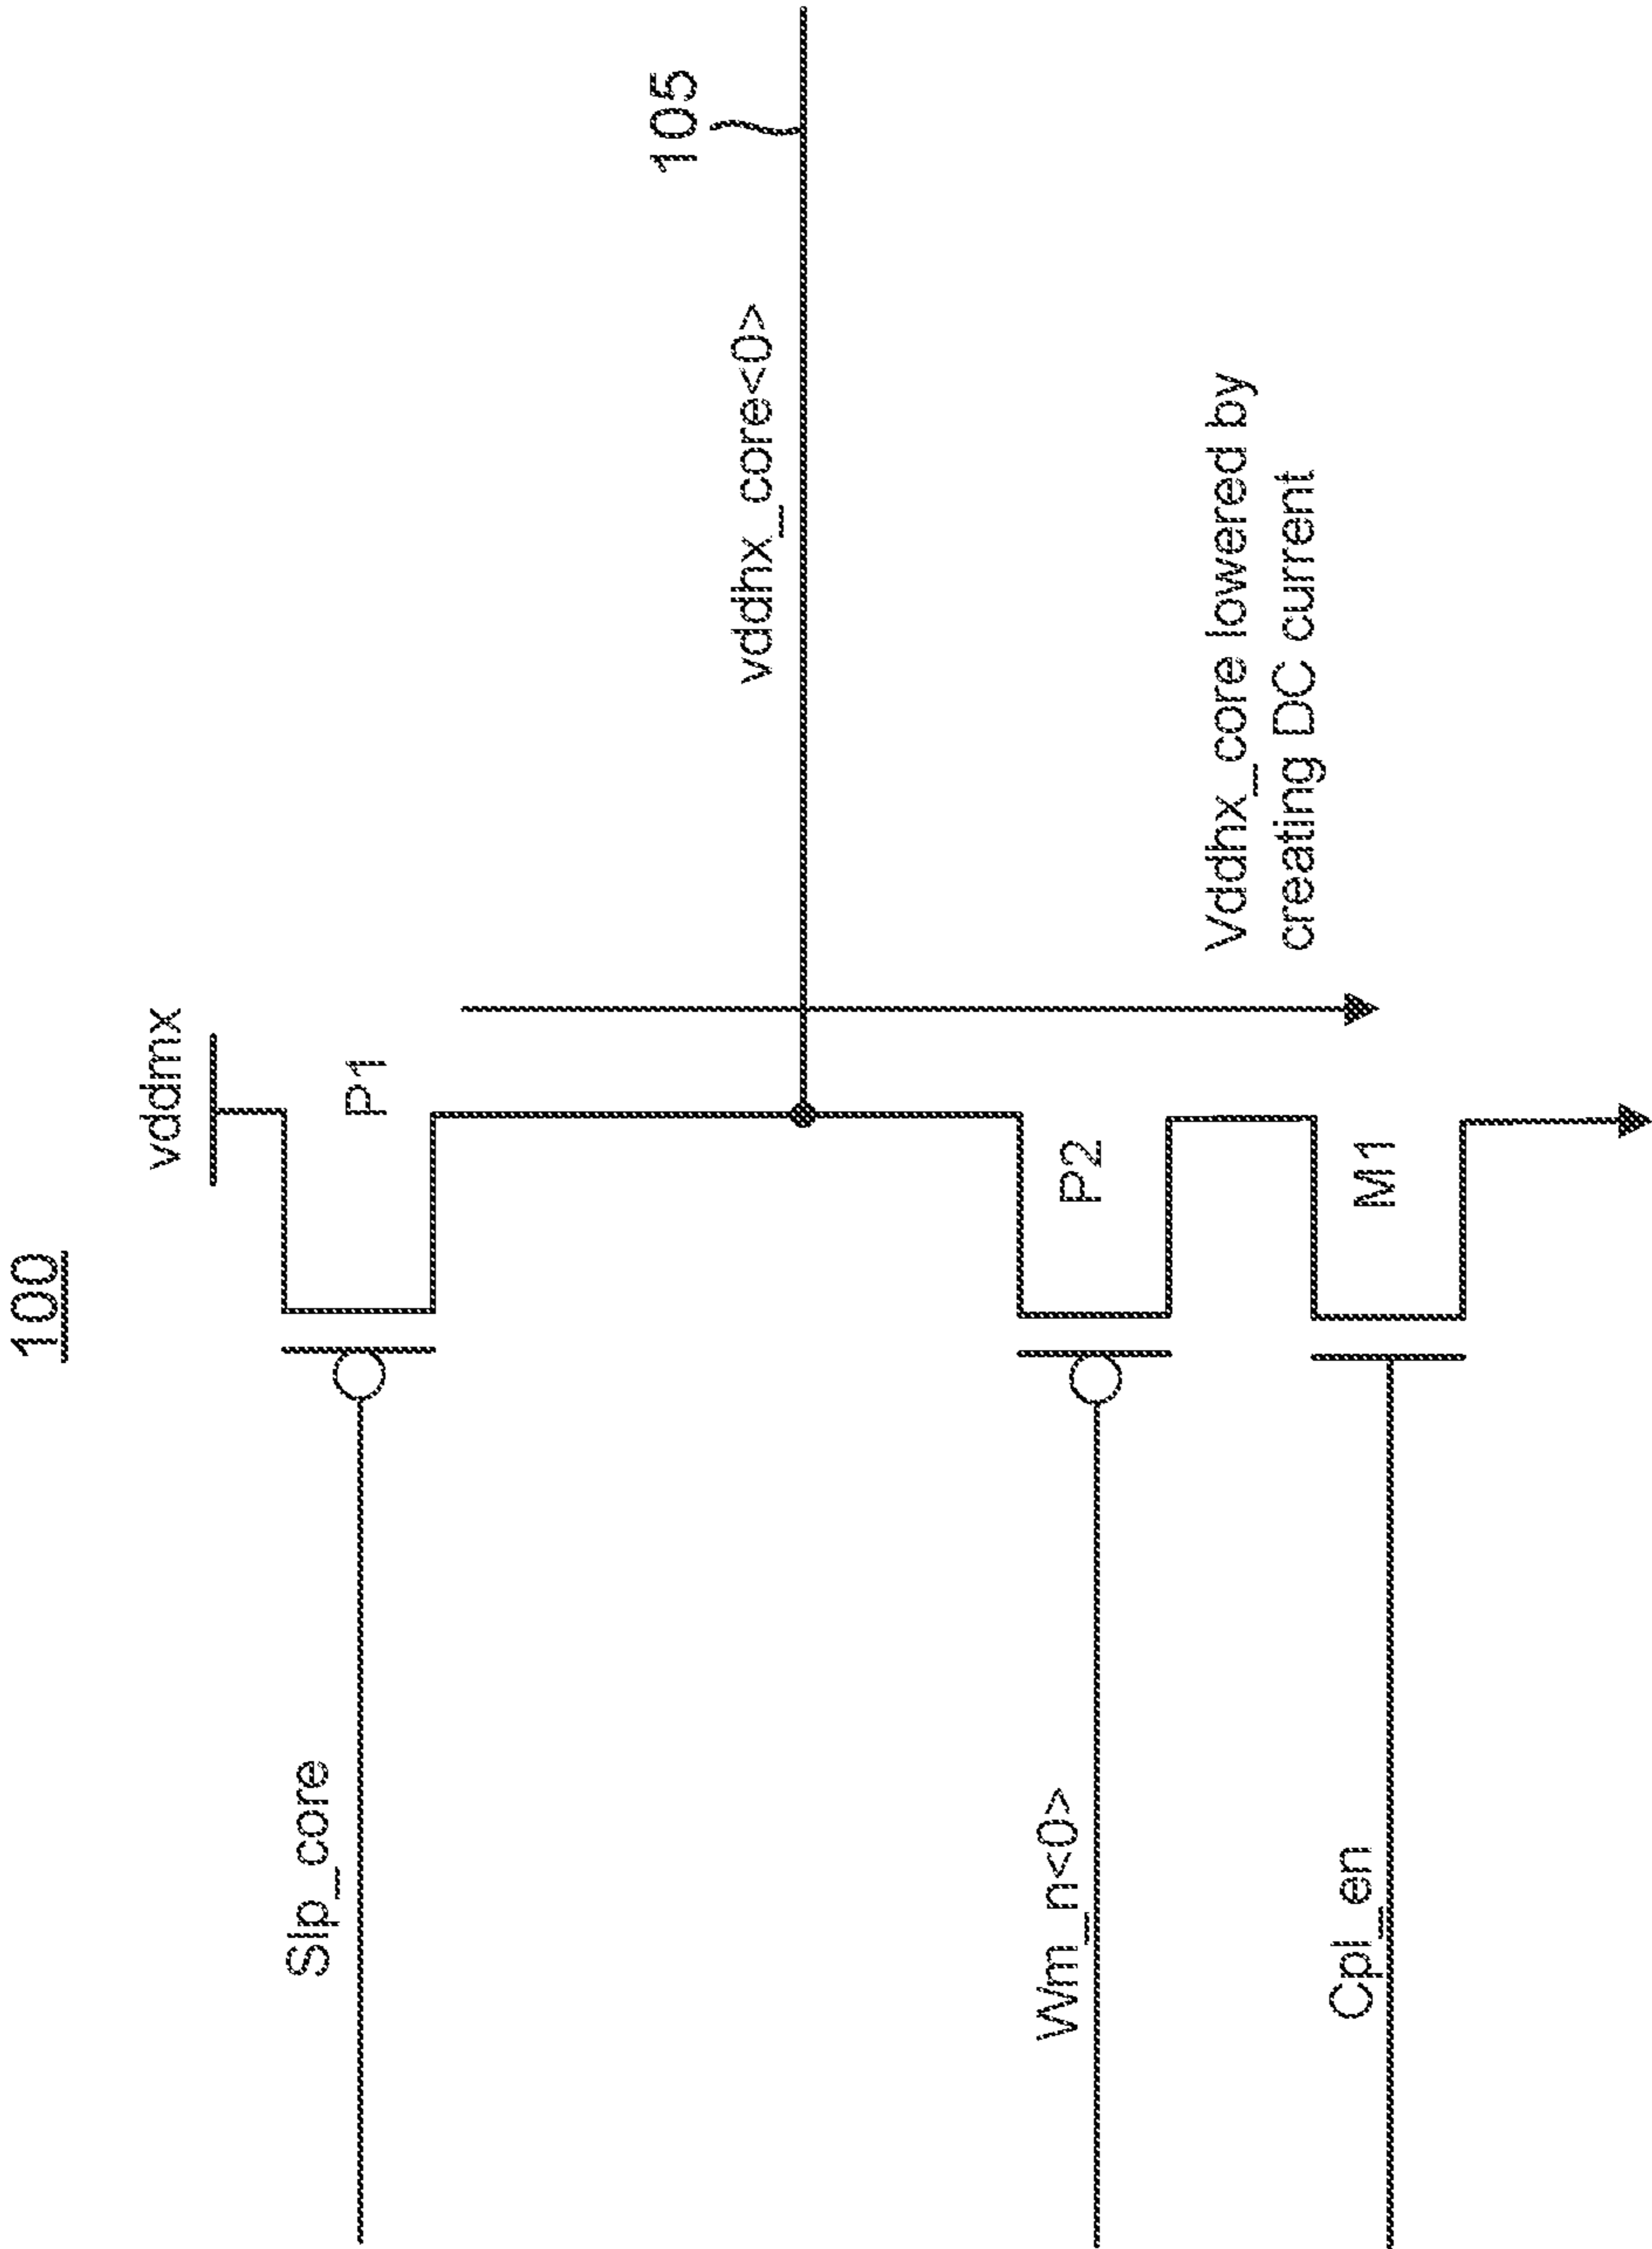 100
vddmx
P1
Slp_core
105
vddhx_core<0>
P2
Wm_n<0>
Vddhx_core lowered by
creating DC current
M1
Cpl_en